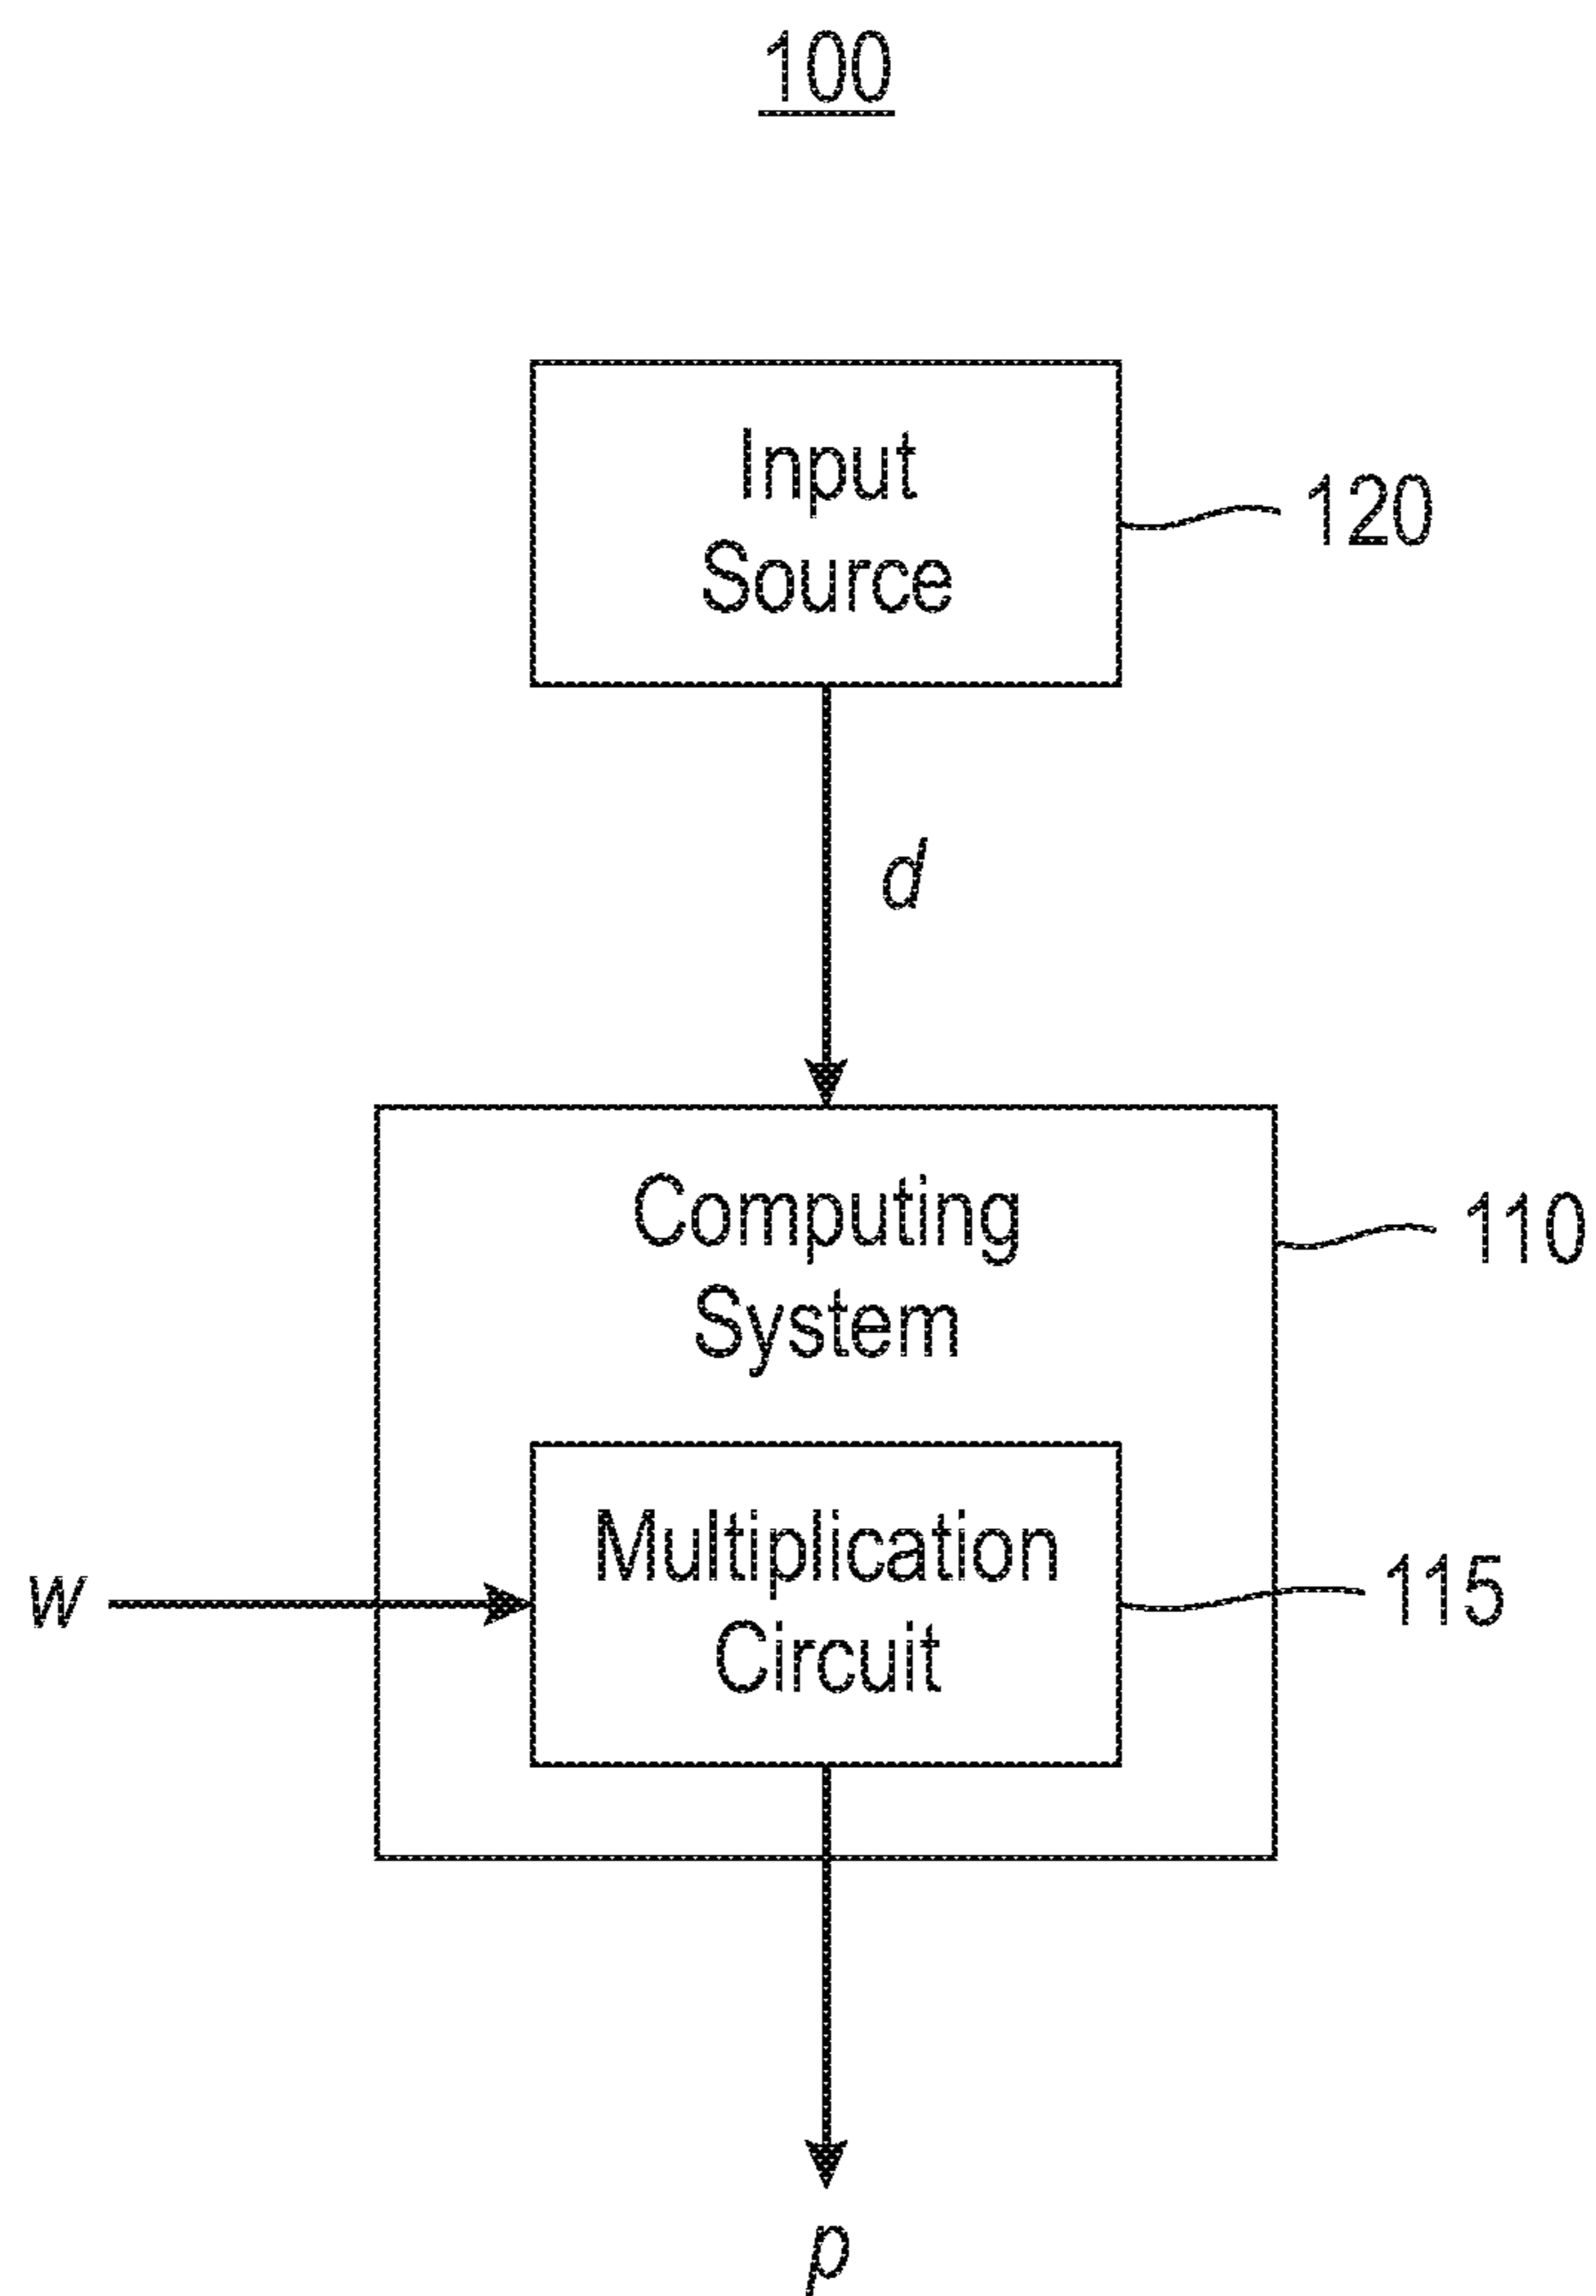 100
Input
Source
120
d
Computing
System
110
Multiplication
Circuit
115
w
p